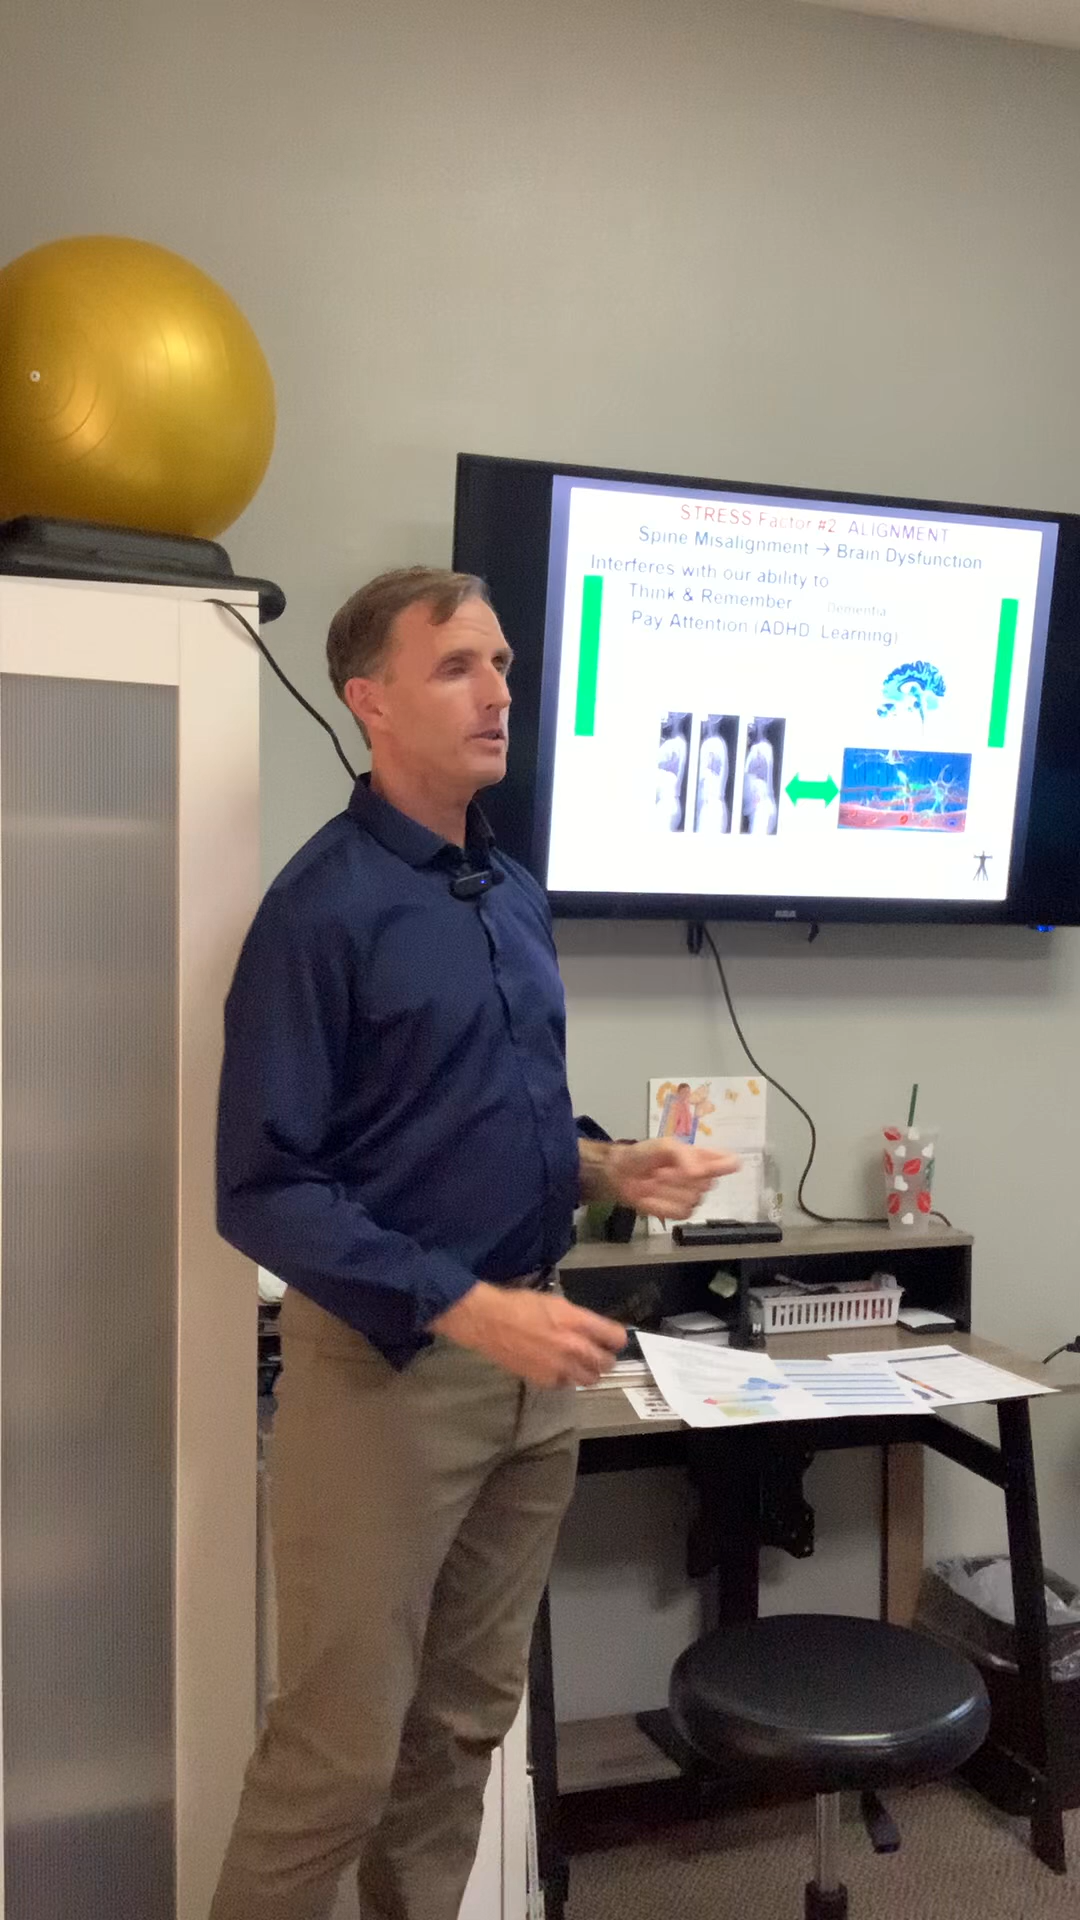 STRESS Factor #2 ALIGNMENT
Spine Misalignment → Brain Dysfunction
Interferes with our ability to
Think & Remember Dementia
Pay Attention (ADHD Learning)
RCA